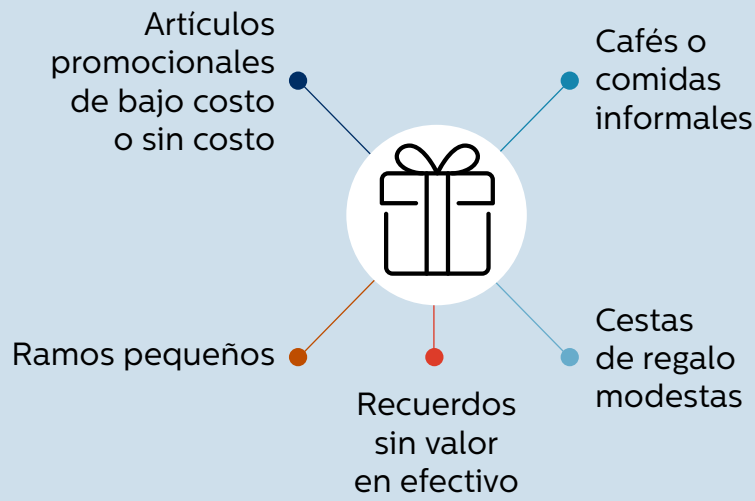 Artículos
promocionales
de bajo costo
o sin costo
Cafés o
comidas
informales
Ramos pequeños
Recuerdos
sin valor
en efectivo
Cestas
de regalo
modestas